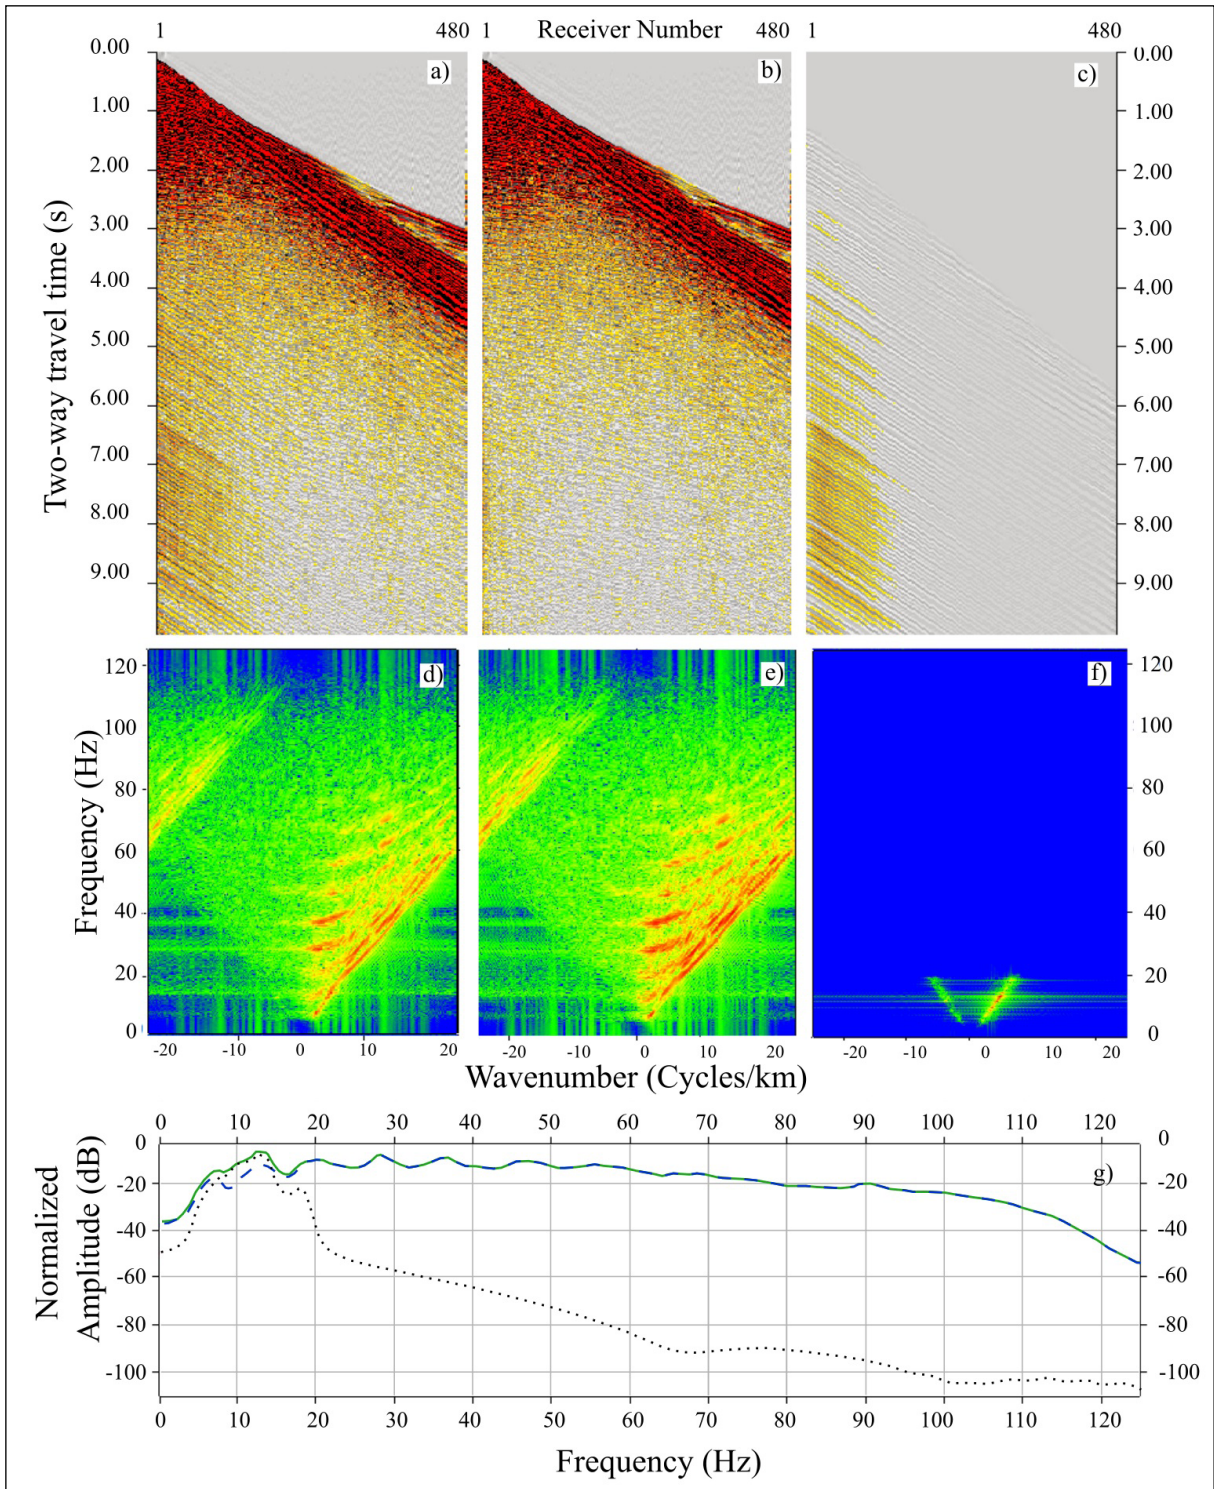 1 480 1 Receiver Number 480 1 480
a) b) c)
Two-way travel time (s)
0.00 0.00
1.00 1.00
2.00 2.00
3.00 3.00
4.00 4.00
5.00 5.00
6.00 6.00
7.00 7.00
8.00 8.00
9.00 9.00
d) e) f)
Frequency (Hz)
120 120
100 100
80 80
60 60
40 40
20 20
0 0
-20 -10 0 10 20 -20 -10 0 10 20 -20 -10 0 10 20
Wavenumber (Cycles/km)
0 10 20 30 40 50 60 70 80 90 100 110 120
g)
Normalized
Amplitude (dB)
0 0
-20 -20
-40 -40
-60 -60
-80 -80
-100 -100
0 10 20 30 40 50 60 70 80 90 100 110 120
Frequency (Hz)